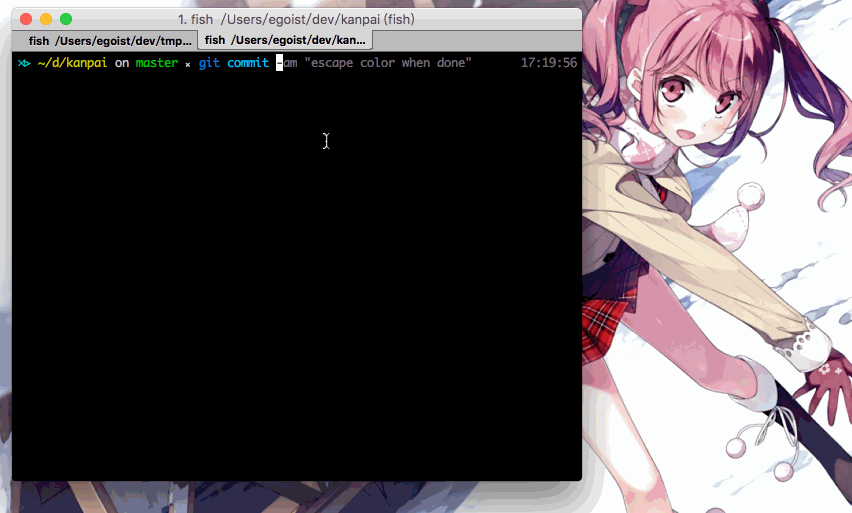 1. fish /Users/egoist/dev/kanpai (fish)
fish /Users/egoist/dev/tmp... fish /Users/egoist/dev/kan...
~/d/kanpai on master × git commit -am "escape color when done" 17:19:56